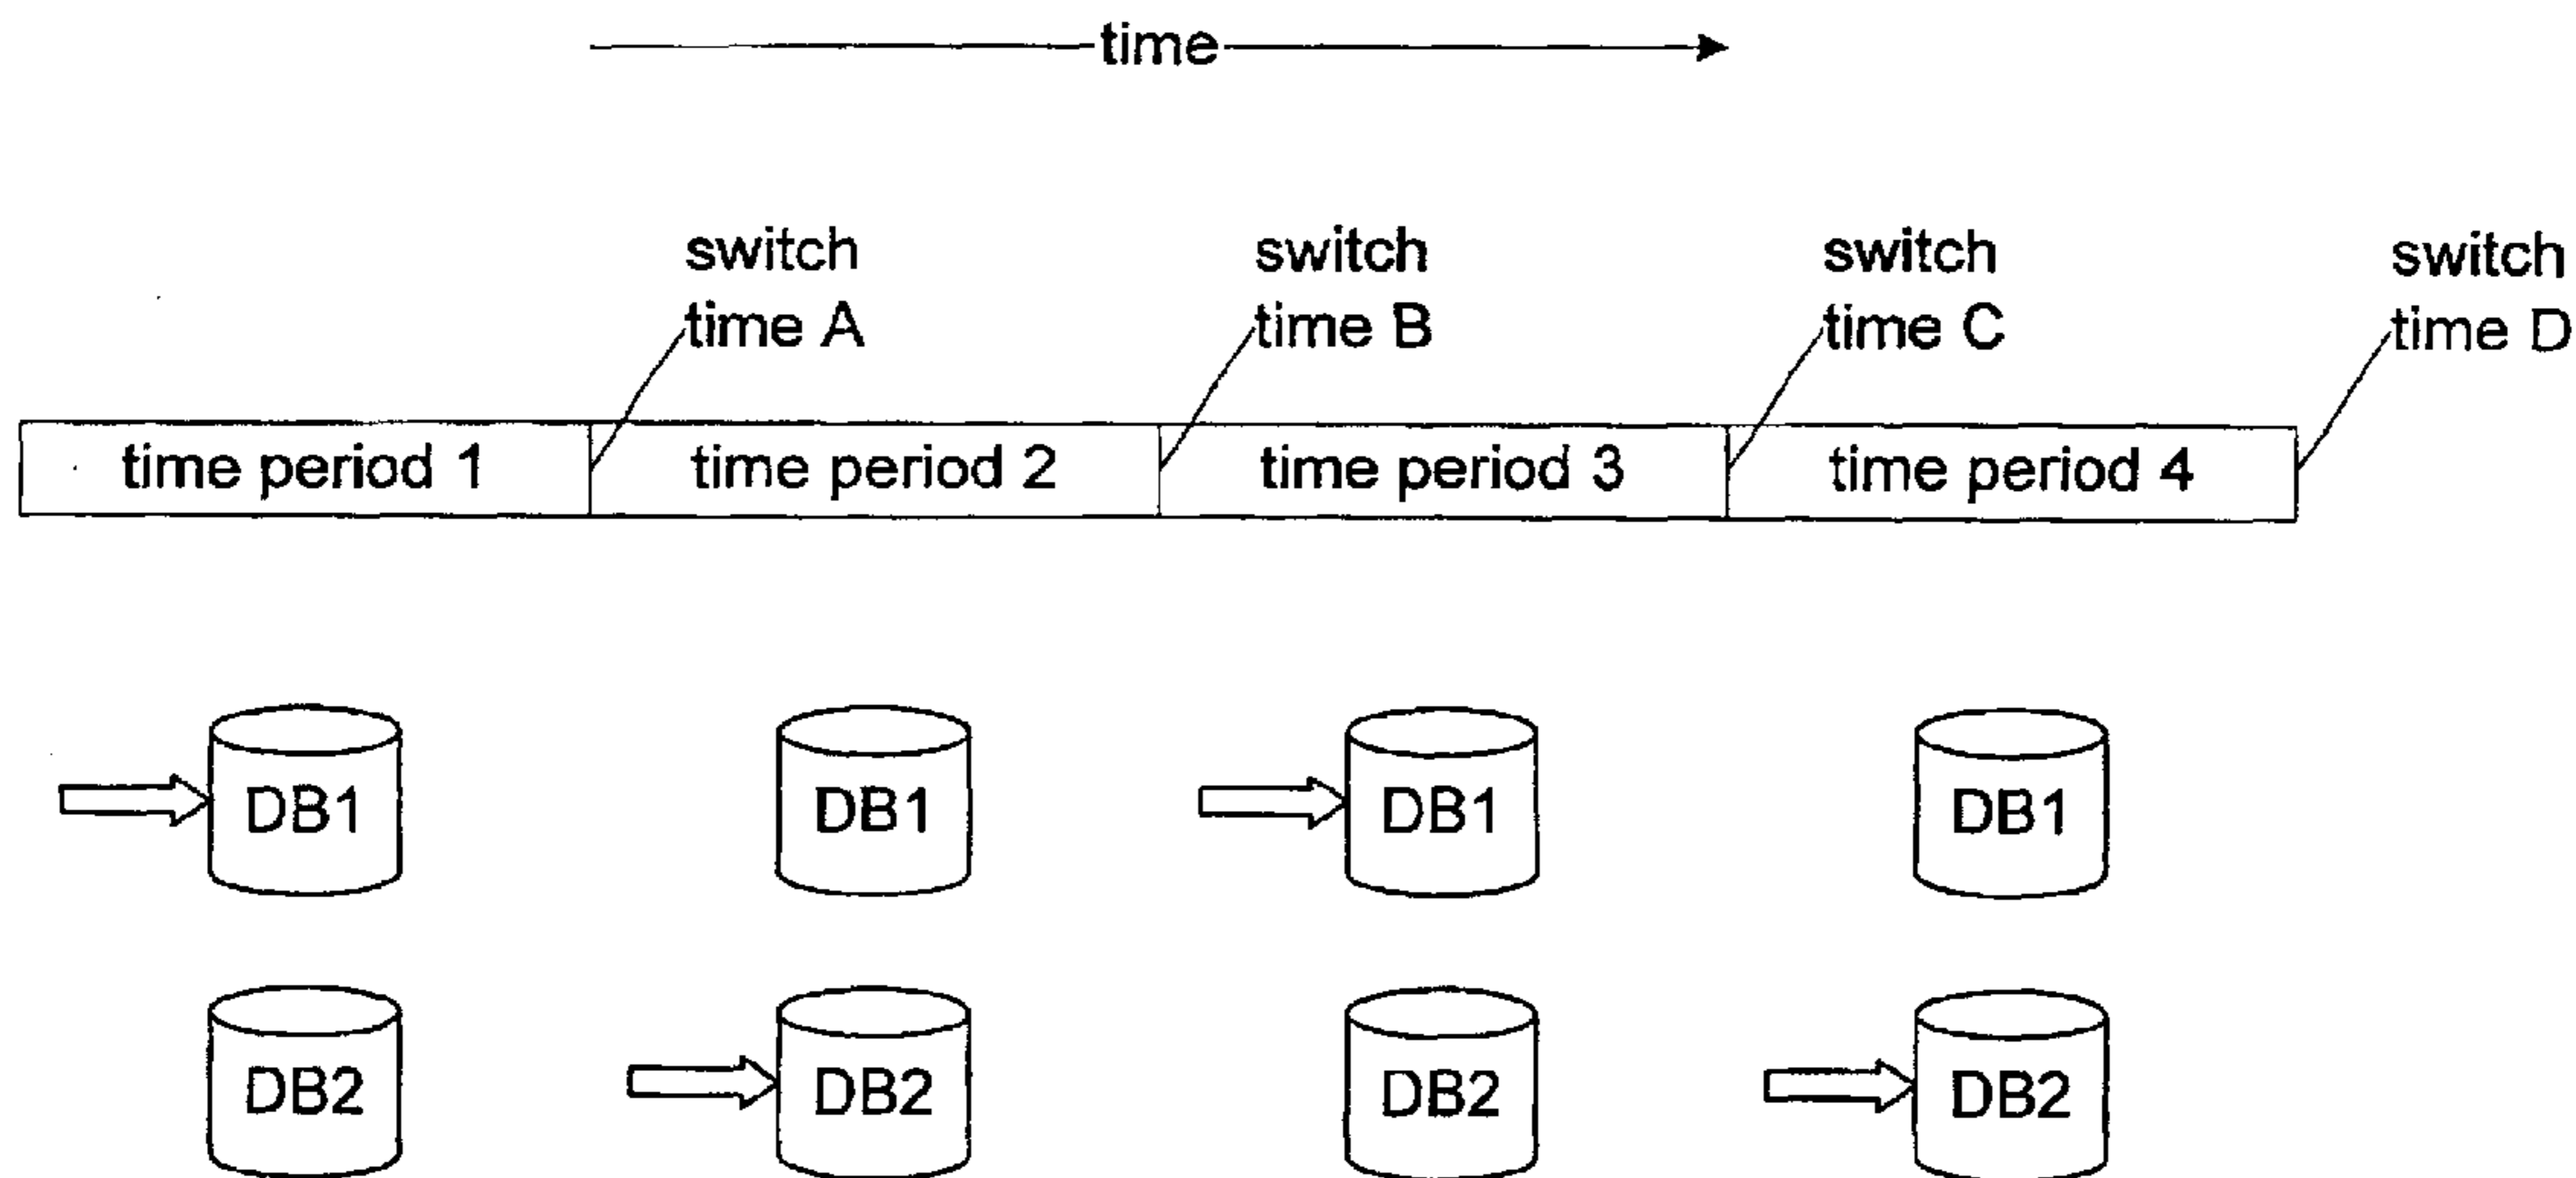 time
switch
time A
switch
time B
switch
time C
switch
time D
time period 1
time period 2
time period 3
time period 4
DB1
DB1
DB1
DB1
DB2
DB2
DB2
DB2